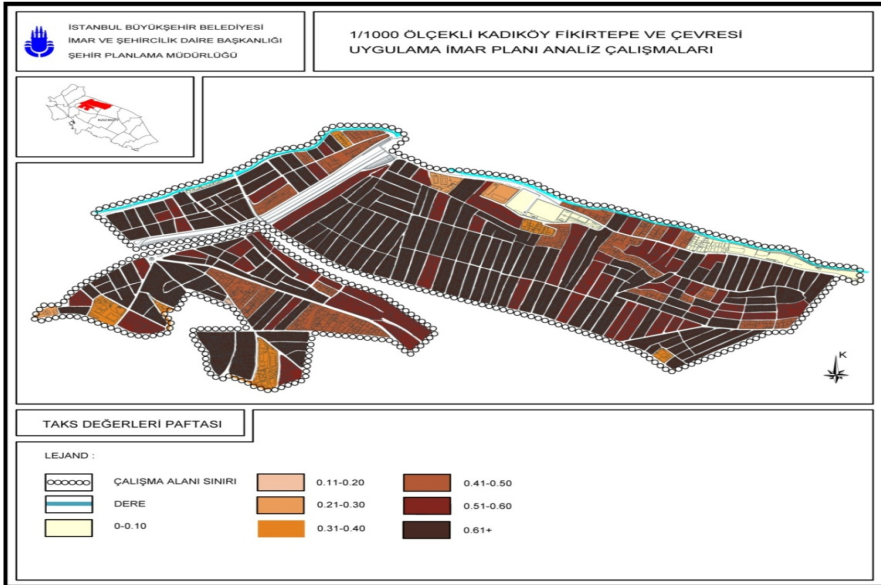 İSTANBUL BÜYÜKŞEHİR BELEDİYESİ
İMAR VE ŞEHİRCİLİK DAİRE BAŞKANLIĞI
ŞEHİR PLANLAMA MÜDÜRLÜĞÜ
1/1000 ÖLÇEKLİ KADIKÖY FİKİRTEPE VE ÇEVRESİ
UYGULAMA İMAR PLANI ANALİZ ÇALIŞMALARI
KADIKÖY
K
TAKS DEĞERLERİ PAFTASI
LEJAND :
ÇALIŞMA ALANI SINIRI
DERE
0-0.10
0.11-0.20
0.21-0.30
0.31-0.40
0.41-0.50
0.51-0.60
0.61+